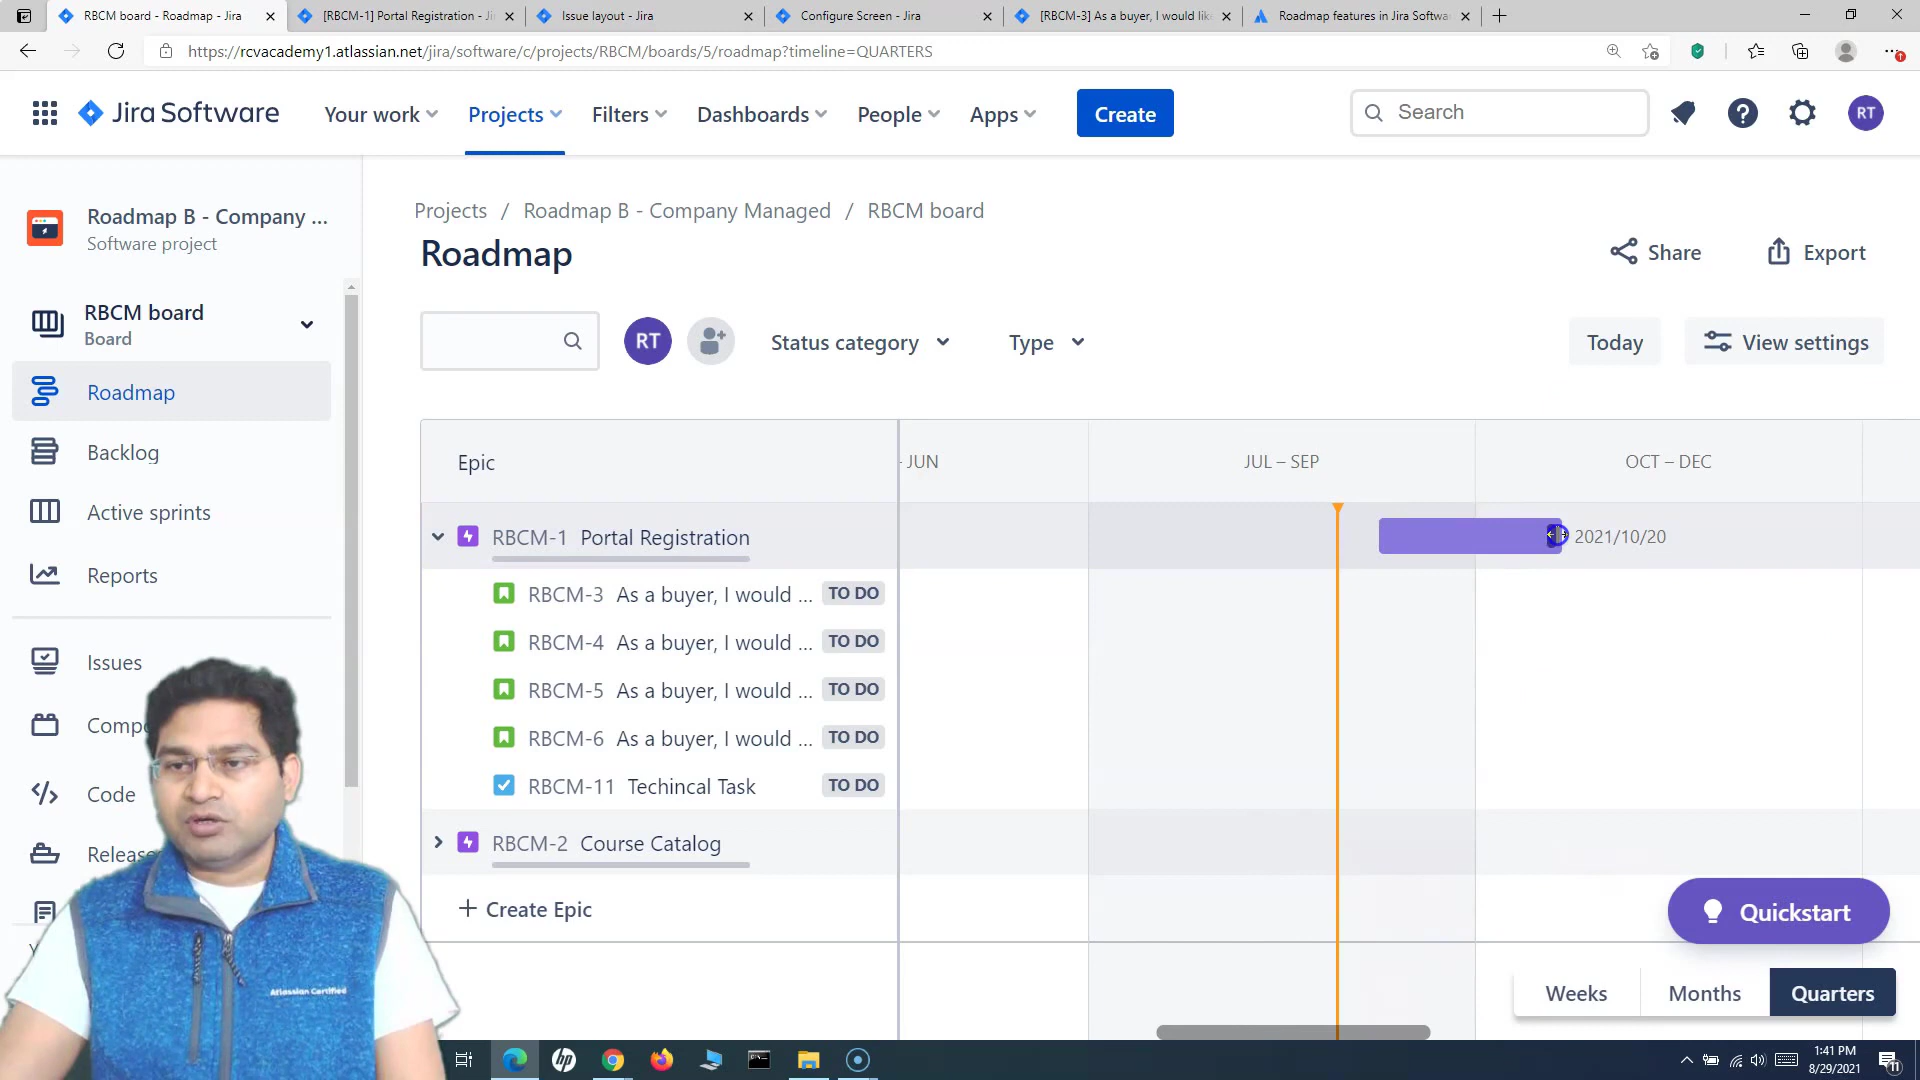 RBCM board - Roadmap - Jira
[RBCM-1] Portal Registration - Ji
Issue layout - Jira
Configure Screen - Jira
[RBCM-3] As a buyer, I would lik
Roadmap features in Jira Softwa
https://rcvacademy1.atlassian.net/jira/software/c/projects/RBCM/boards/5/roadmap?timeline=QUARTERS
Jira Software
Your work
Projects
Filters
Dashboards
People
Apps
Create
Search
RT
Roadmap B - Company ...
Software project
RBCM board
Board
Roadmap
Backlog
Active sprints
Reports
Issues
Comp
Code
Release
Projects / Roadmap B - Company Managed / RBCM board
Roadmap
Share
Export
RT
Status category
Type
Today
View settings
Epic
- JUN
JUL – SEP
OCT – DEC
RBCM-1 Portal Registration
2021/10/20
RBCM-3 As a buyer, I would ... TO DO
RBCM-4 As a buyer, I would ... TO DO
RBCM-5 As a buyer, I would ... TO DO
RBCM-6 As a buyer, I would ... TO DO
RBCM-11 Techincal Task TO DO
RBCM-2 Course Catalog
+ Create Epic
Quickstart
Weeks
Months
Quarters
Atlassian Certified
hp
1:41 PM
8/29/2021
11